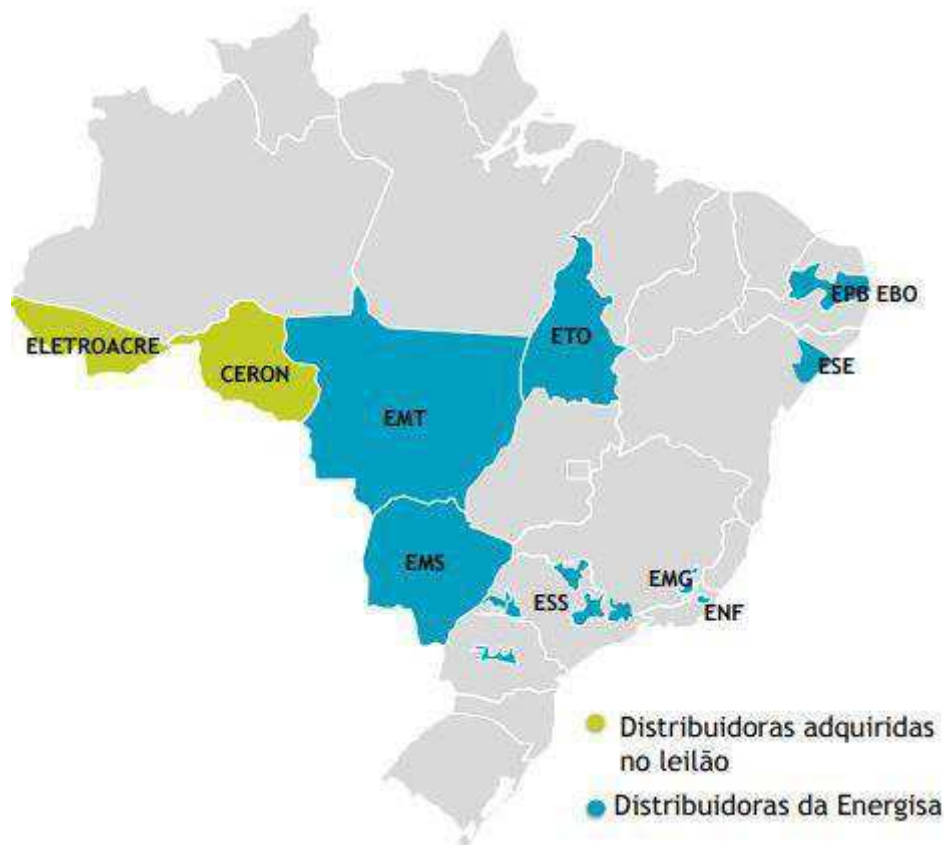 EPB EBO
ELETROACRE
ETO
CERON
ESE
EMT
EMS
EMG
ESS
ENF
Distribuidoras adquiridas
no leilão
Distribuidoras da Energisa